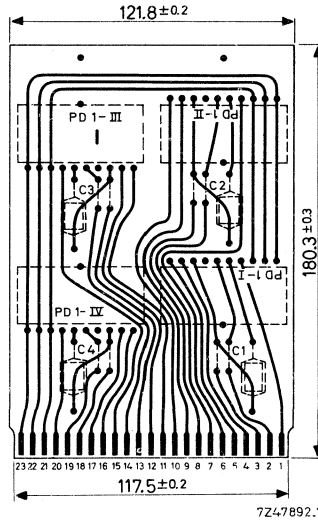 121.8±0.2
PD 1-III
PD 1-II
I
C3
C2
180.3±0.3
PD 1-I
PD 1-IV
C4
C1
23 22 21 20 19 18 17 16 15 14 13 12 11 10 9 8 7 6 5 4 3 2 1
117.5±0.2
7Z47892.